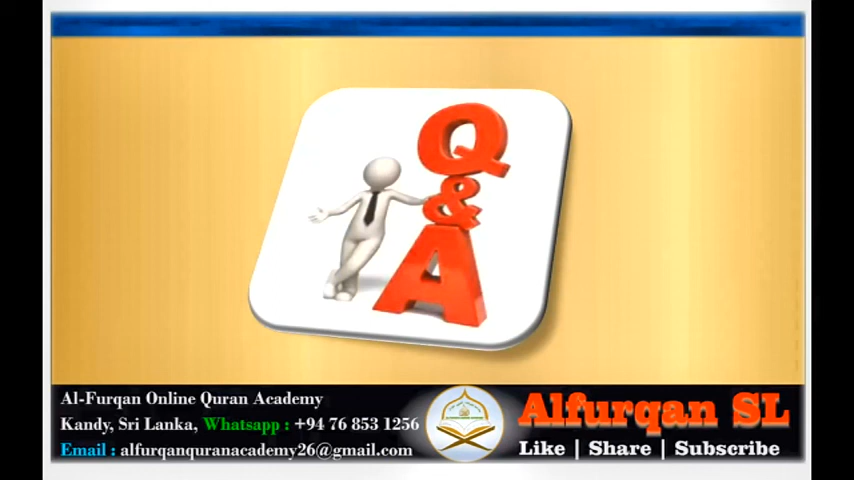 Q
&
A
Al-Furqan Online Quran Academy
Kandy, Sri Lanka, Whatsapp : +94 76 853 1256
Email : alfurqanquranacademy26@gmail.com
Alfurqan SL
Like | Share | Subscribe